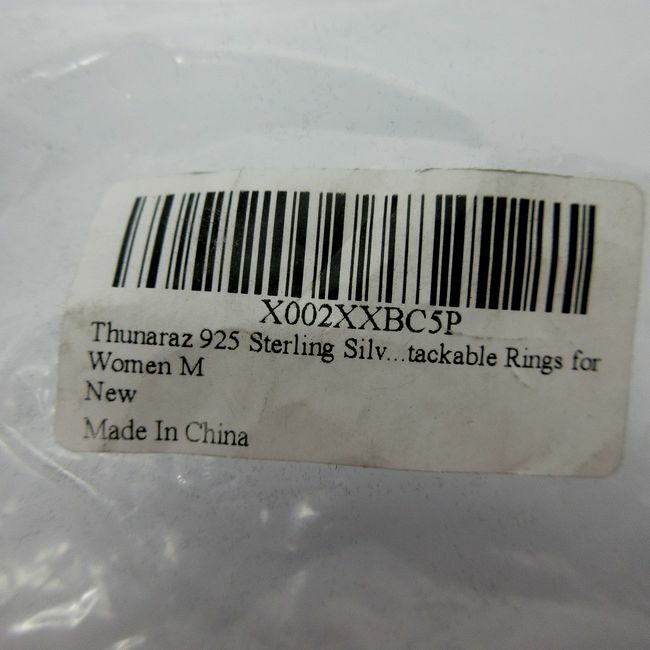 X002XXBC5P
Thunaraz 925 Sterling Silv...tackable Rings for
Women M
New
Made In China